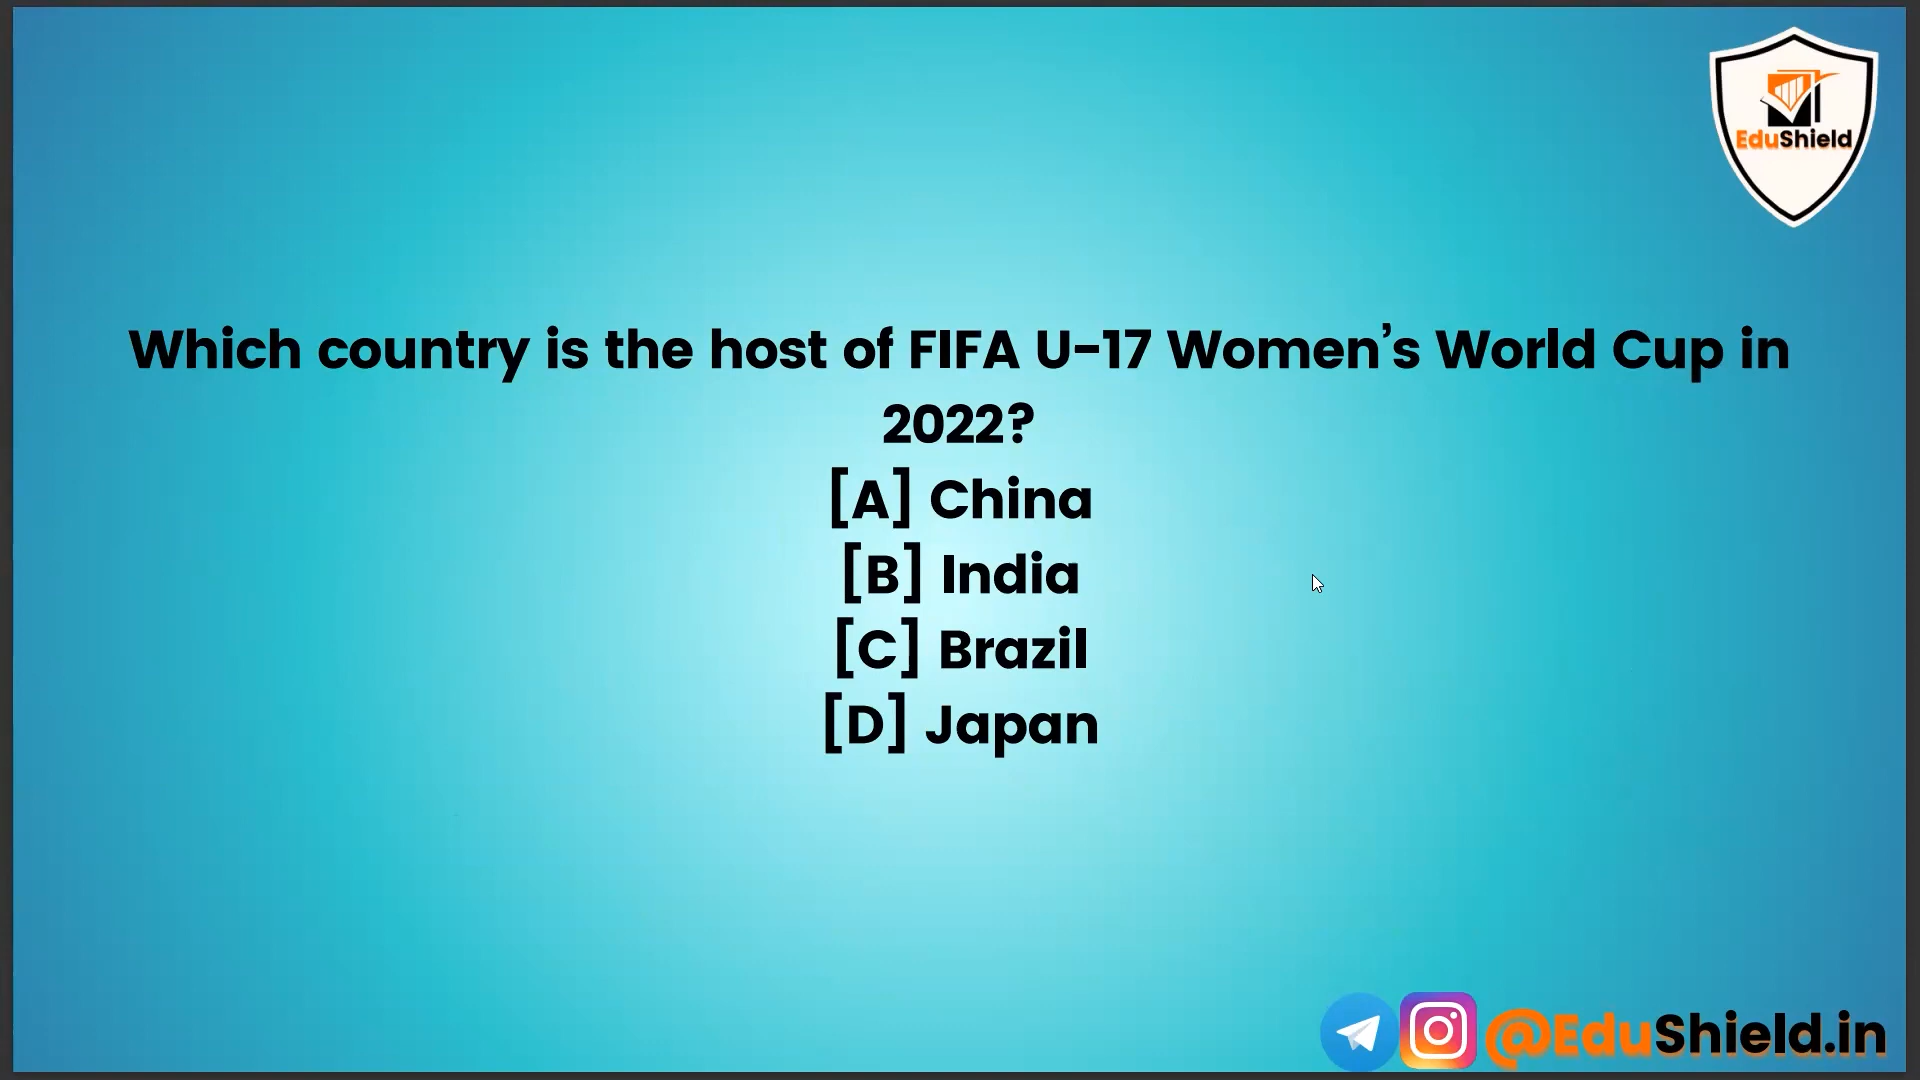 EduShield
Which country is the host of FIFA U-17 Women’s World Cup in
2022?
[A] China
[B] India
[C] Brazil
[D] Japan
@EduShield.in